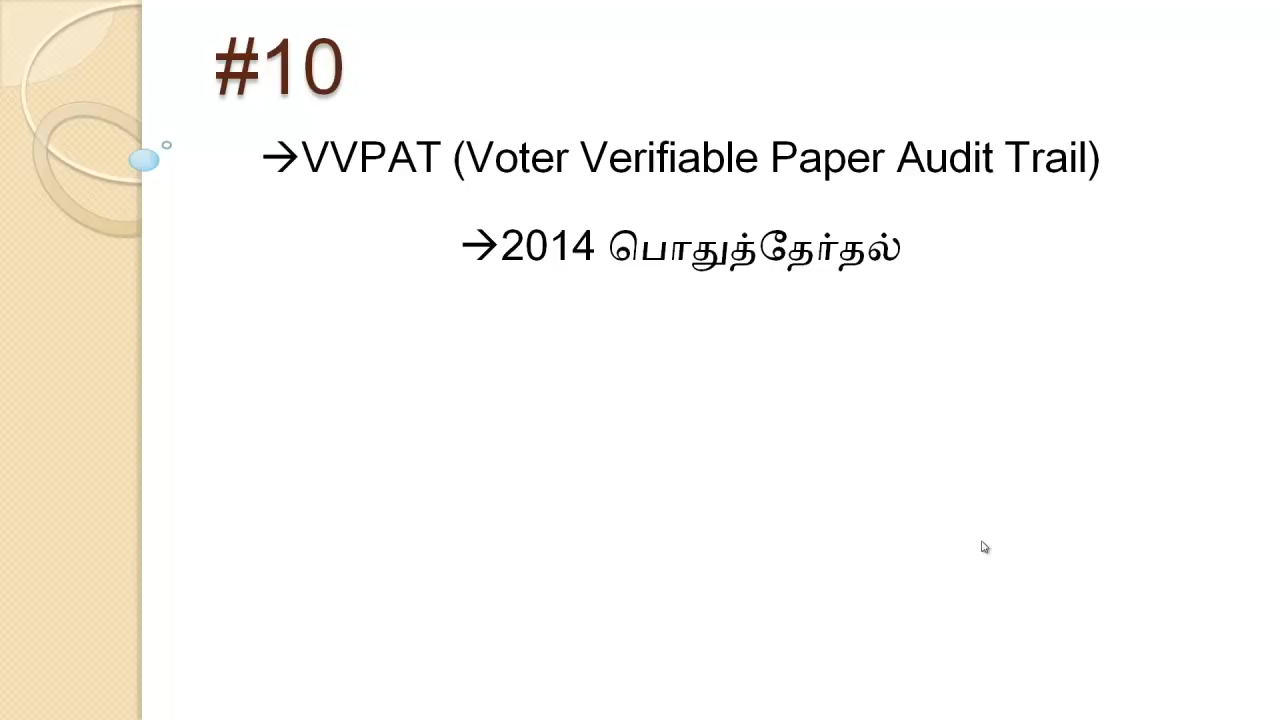 #10
→VVPAT (Voter Verifiable Paper Audit Trail)
→2014 பொதுத்தேர்தல்